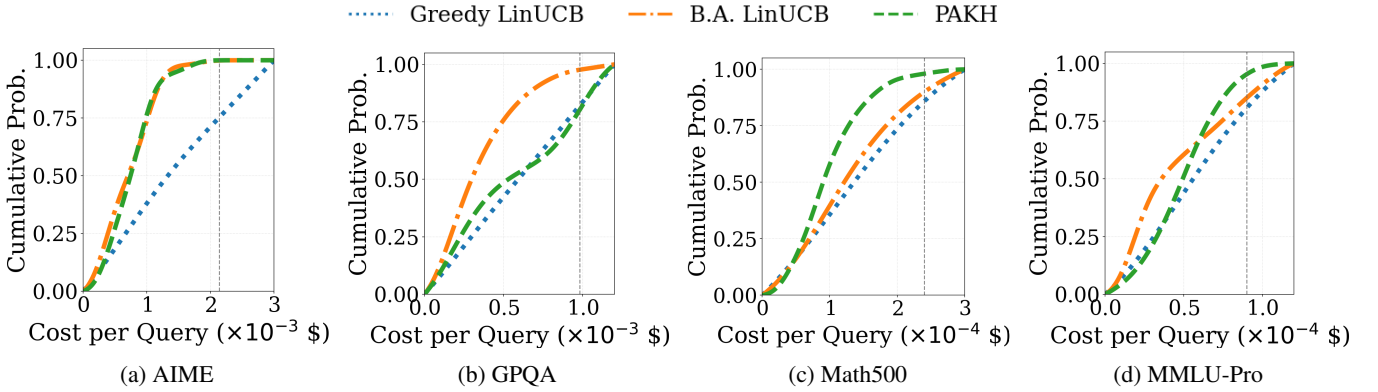 Greedy LinUCB B.A. LinUCB PAKH
Cumulative Prob.
1.00
0.75
0.50
0.25
0.00
0 1 2 3
Cost per Query (×10⁻³ $)
(a) AIME
Cumulative Prob.
1.00
0.75
0.50
0.25
0.00
0.0 0.5 1.0
Cost per Query (×10⁻³ $)
(b) GPQA
Cumulative Prob.
1.00
0.75
0.50
0.25
0.00
0 1 2 3
Cost per Query (×10⁻⁴ $)
(c) Math500
Cumulative Prob.
1.00
0.75
0.50
0.25
0.00
0.0 0.5 1.0
Cost per Query (×10⁻⁴ $)
(d) MMLU-Pro